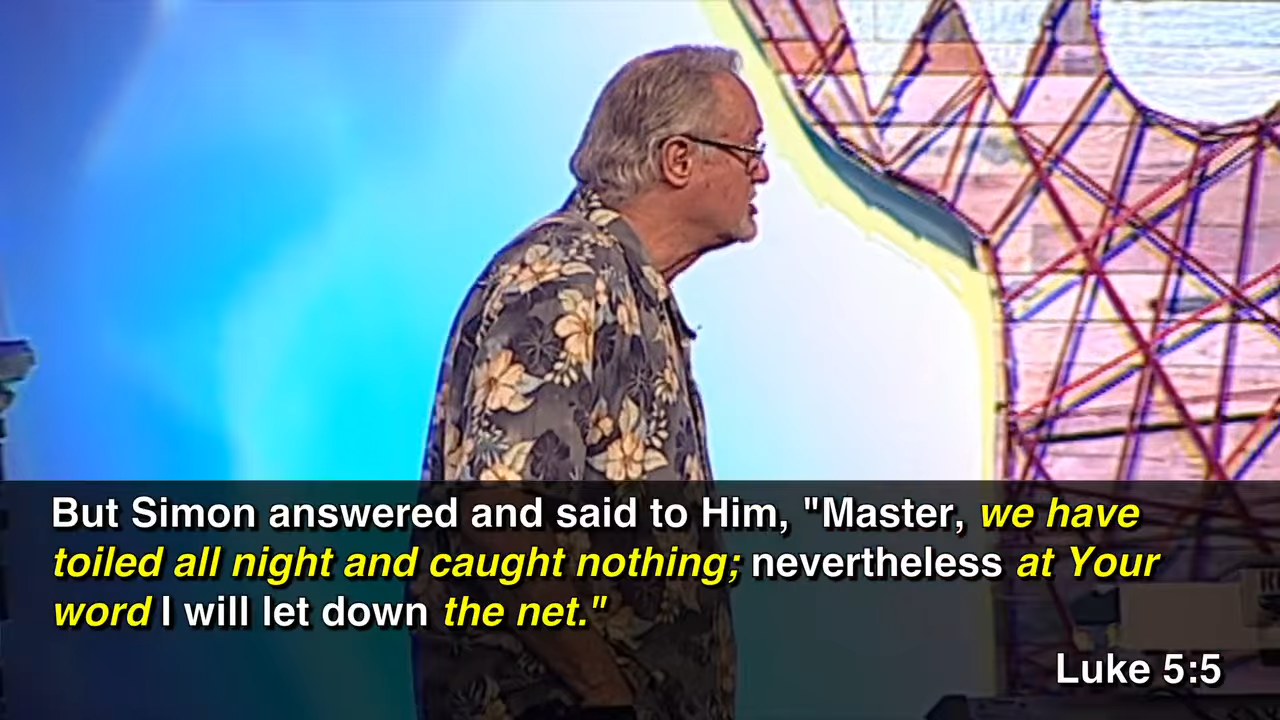 But Simon answered and said to Him, "Master, we have
toiled all night and caught nothing; nevertheless at Your
word I will let down the net."
Luke 5:5